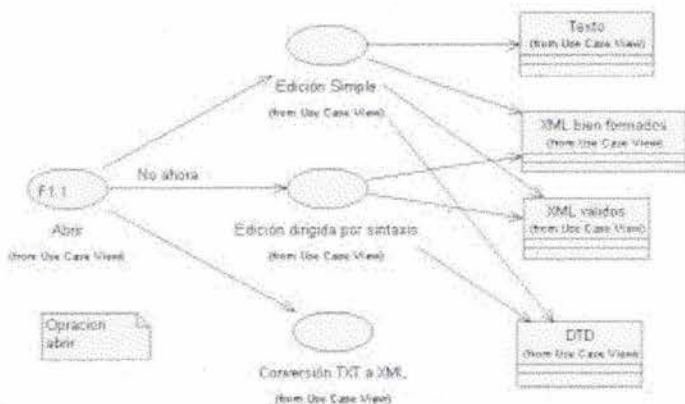 Texto
(from Use Case View)
Edición Simple
(from Use Case View)
XML bien formados
(from Use Case View)
F1.1
No ahora
Abrir
(from Use Case View)
Edición dirigida por sintaxis
(from Use Case View)
XML validos
(from Use Case View)
Opracion
abrir
DTD
(from Use Case View)
Conversión TXT a XML
(from Use Case View)